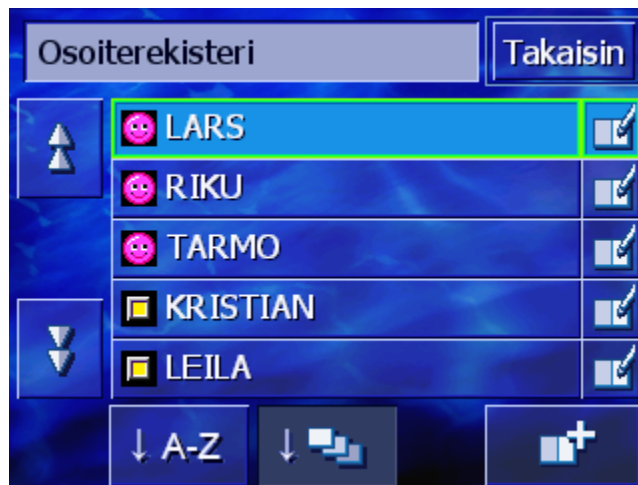 Osoiterekisteri
Takaisin
LARS
RIKU
TARMO
KRISTIAN
LEILA
↓ A-Z